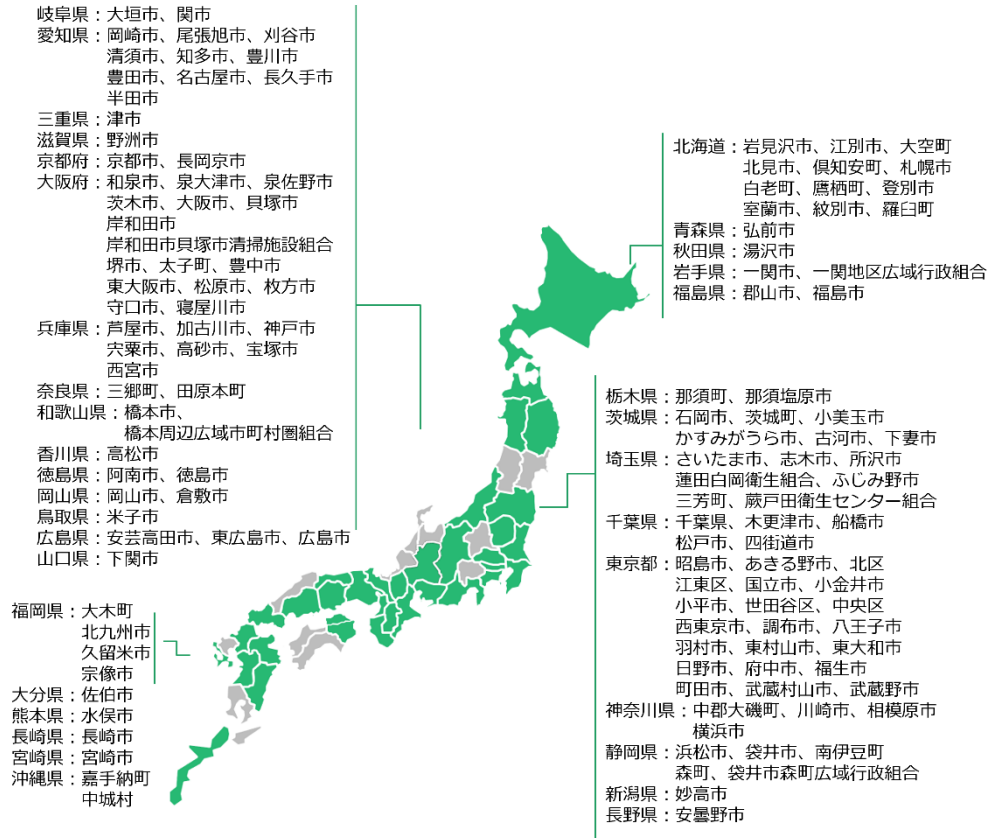 岐阜県：大垣市、関市
愛知県：岡崎市、尾張旭市、刈谷市
清須市、知多市、豊川市
豊田市、名古屋市、長久手市
半田市
三重県：津市
滋賀県：野洲市
京都府：京都市、長岡京市
大阪府：和泉市、泉大津市、泉佐野市
茨木市、大阪市、貝塚市
岸和田市
岸和田市貝塚市清掃施設組合
堺市、太子町、豊中市
東大阪市、松原市、枚方市
守口市、寝屋川市
兵庫県：芦屋市、加古川市、神戸市
宍粟市、高砂市、宝塚市
西宮市
奈良県：三郷町、田原本町
和歌山県：橋本市、
橋本周辺広域市町村圏組合
香川県：高松市
徳島県：阿南市、徳島市
岡山県：岡山市、倉敷市
鳥取県：米子市
広島県：安芸高田市、東広島市、広島市
山口県：下関市
福岡県：大木町
北九州市
久留米市
宗像市
大分県：佐伯市
熊本県：水俣市
長崎県：長崎市
宮崎県：宮崎市
沖縄県：嘉手納町
中城村
北海道：岩見沢市、江別市、大空町
北見市、倶知安町、札幌市
白老町、鷹栖町、登別市
室蘭市、紋別市、羅臼町
青森県：弘前市
秋田県：湯沢市
岩手県：一関市、一関地区広域行政組合
福島県：郡山市、福島市
栃木県：那須町、那須塩原市
茨城県：石岡市、茨城町、小美玉市
かすみがうら市、古河市、下妻市
埼玉県：さいたま市、志木市、所沢市
蓮田白岡衛生組合、ふじみ野市
三芳町、蕨戸田衛生センター組合
千葉県：千葉県、木更津市、船橋市
松戸市、四街道市
東京都：昭島市、あきる野市、北区
江東区、国立市、小金井市
小平市、世田谷区、中央区
西東京市、調布市、八王子市
羽村市、東村山市、東大和市
日野市、府中市、福生市
町田市、武蔵村山市、武蔵野市
神奈川県：中郡大磯町、川崎市、相模原市
横浜市
静岡県：浜松市、袋井市、南伊豆町
森町、袋井市森町広域行政組合
新潟県：妙高市
長野県：安曇野市